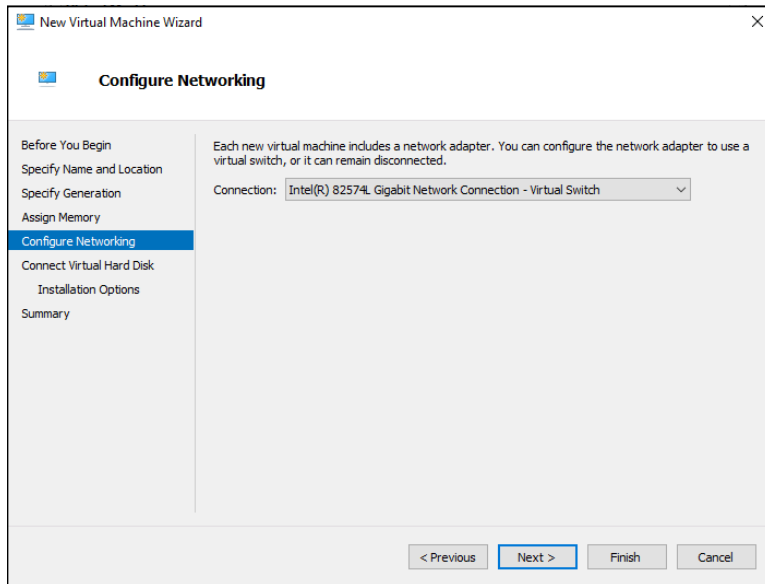 New Virtual Machine Wizard
Configure Networking
Before You Begin
Specify Name and Location
Specify Generation
Assign Memory
Configure Networking
Connect Virtual Hard Disk
Installation Options
Summary
Each new virtual machine includes a network adapter. You can configure the network adapter to use a
virtual switch, or it can remain disconnected.
Connection: Intel(R) 82574L Gigabit Network Connection - Virtual Switch
< Previous Next > Finish Cancel